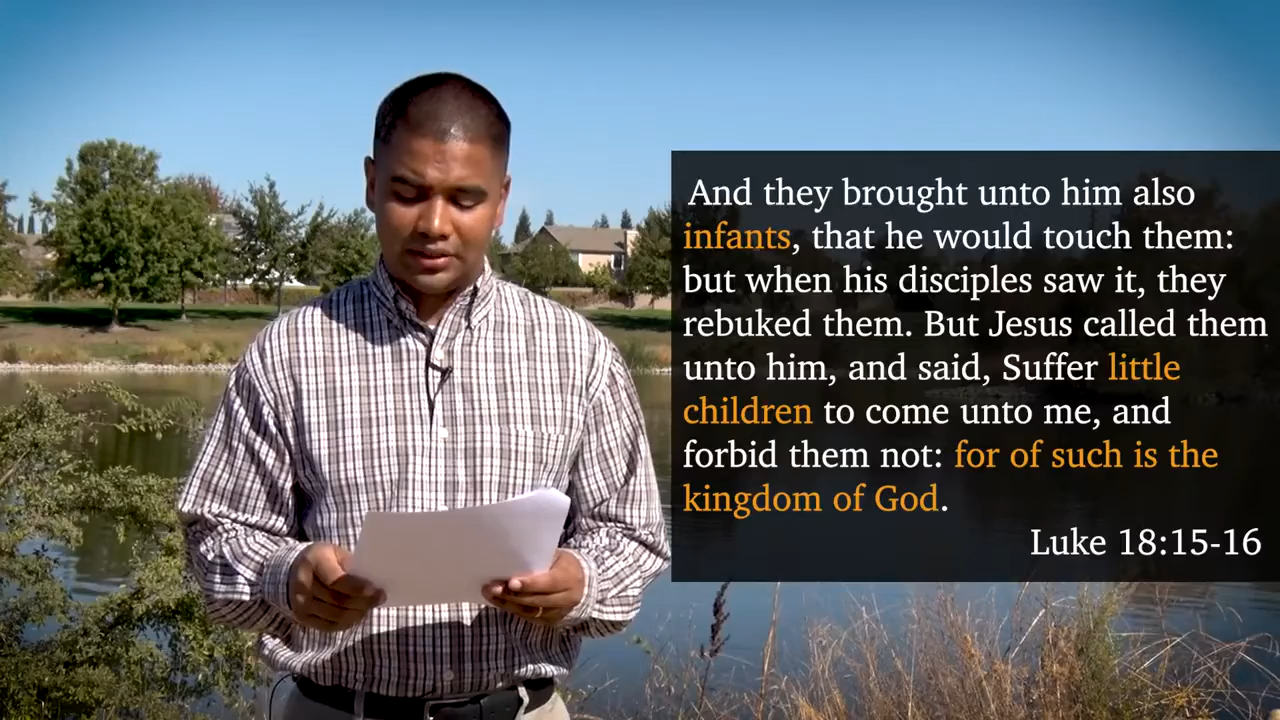 And they brought unto him also
infants, that he would touch them:
but when his disciples saw it, they
rebuked them. But Jesus called them
unto him, and said, Suffer little
children to come unto me, and
forbid them not: for of such is the
kingdom of God.
Luke 18:15-16